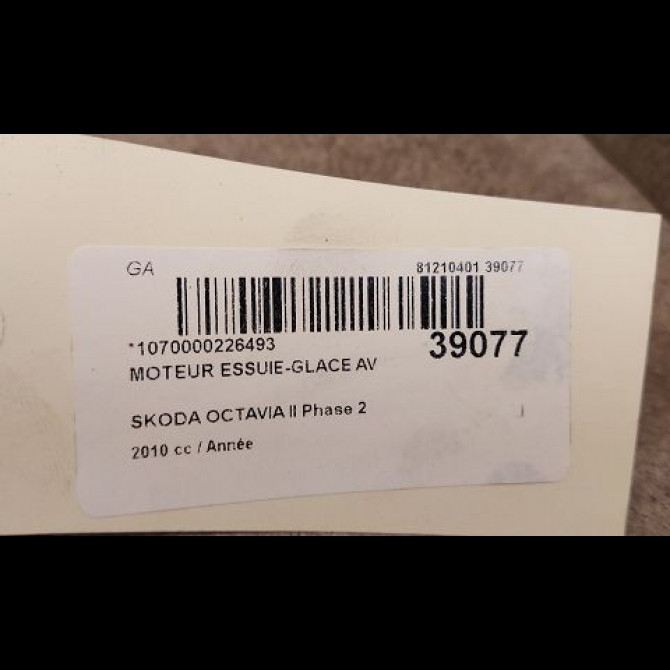 GA 81210401 39077
*1070000226493 39077
MOTEUR ESSUIE-GLACE AV
SKODA OCTAVIA II Phase 2
2010 cc / Année